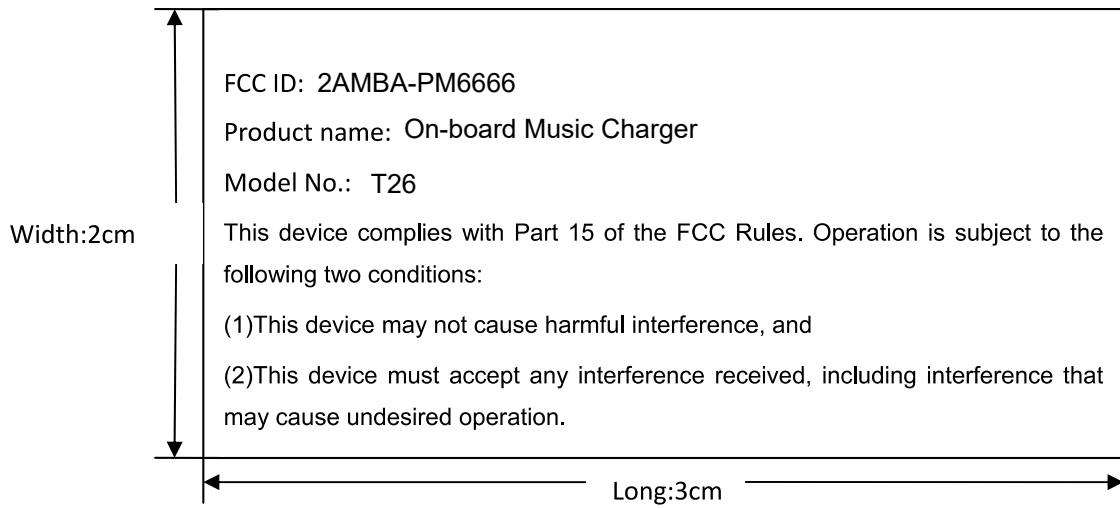 FCC ID: 2AMBA-PM6666
Product name: On-board Music Charger
Model No.: T26
Width:2cm
This device complies with Part 15 of the FCC Rules. Operation is subject to the
following two conditions:
(1)This device may not cause harmful interference, and
(2)This device must accept any interference received, including interference that
may cause undesired operation.
Long:3cm